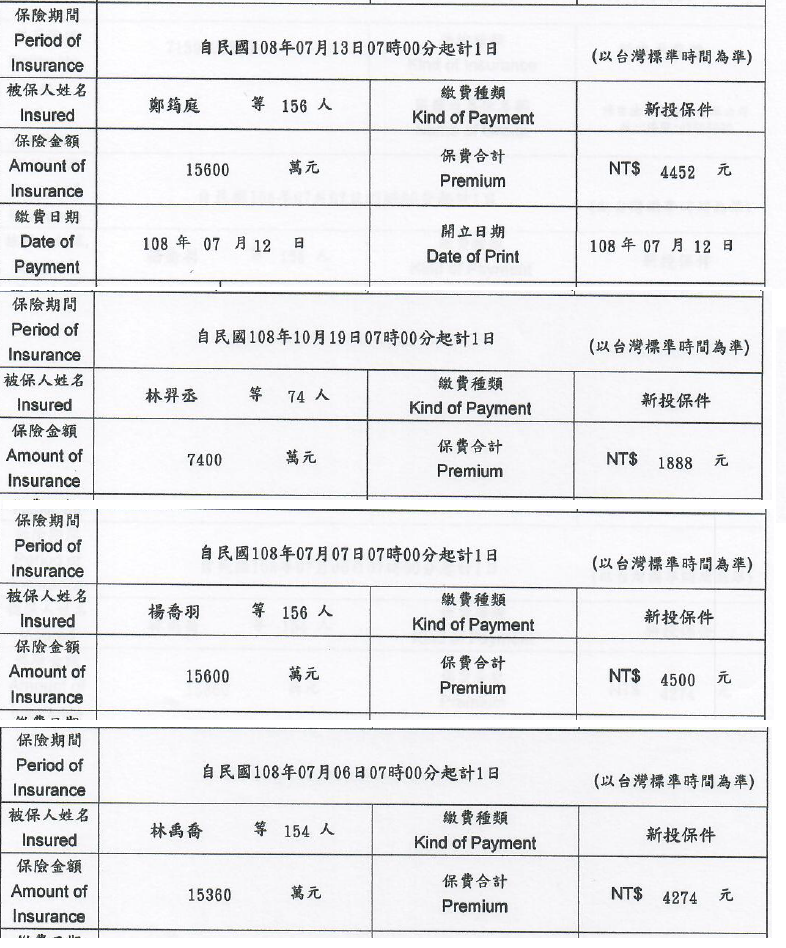 保險期間
Period of
Insurance
自民國108年07月13日07時00分起計1日 (以台灣標準時間為準)
被保人姓名
Insured
鄭筠庭 等 156 人
繳費種類
Kind of Payment
新投保件
保險金額
Amount of
Insurance
15600 萬元
保費合計
Premium
NT$ 4452 元
繳費日期
Date of
Payment
108 年 07 月 12 日
開立日期
Date of Print
108 年 07 月 12 日
保險期間
Period of
Insurance
自民國108年10月19日07時00分起計1日 (以台灣標準時間為準)
被保人姓名
Insured
林羿丞 等 74 人
繳費種類
Kind of Payment
新投保件
保險金額
Amount of
Insurance
7400 萬元
保費合計
Premium
NT$ 1888 元
保險期間
Period of
Insurance
自民國108年07月07日07時00分起計1日 (以台灣標準時間為準)
被保人姓名
Insured
楊喬羽 等 156 人
繳費種類
Kind of Payment
新投保件
保險金額
Amount of
Insurance
15600 萬元
保費合計
Premium
NT$ 4500 元
繳費日期
保險期間
Period of
Insurance
自民國108年07月06日07時00分起計1日 (以台灣標準時間為準)
被保人姓名
Insured
林禹喬 等 154 人
繳費種類
Kind of Payment
新投保件
保險金額
Amount of
Insurance
15360 萬元
保費合計
Premium
NT$ 4274 元
繳費日期